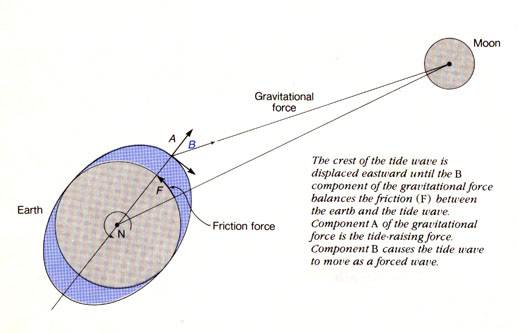 Moon
Gravitational
force
A
B
F
Earth
N
Friction force
The crest of the tide wave is
displaced eastward until the B
component of the gravitational force
balances the friction (F) between
the earth and the tide wave.
Component A of the gravitational
force is the tide-raising force.
Component B causes the tide wave
to move as a forced wave.